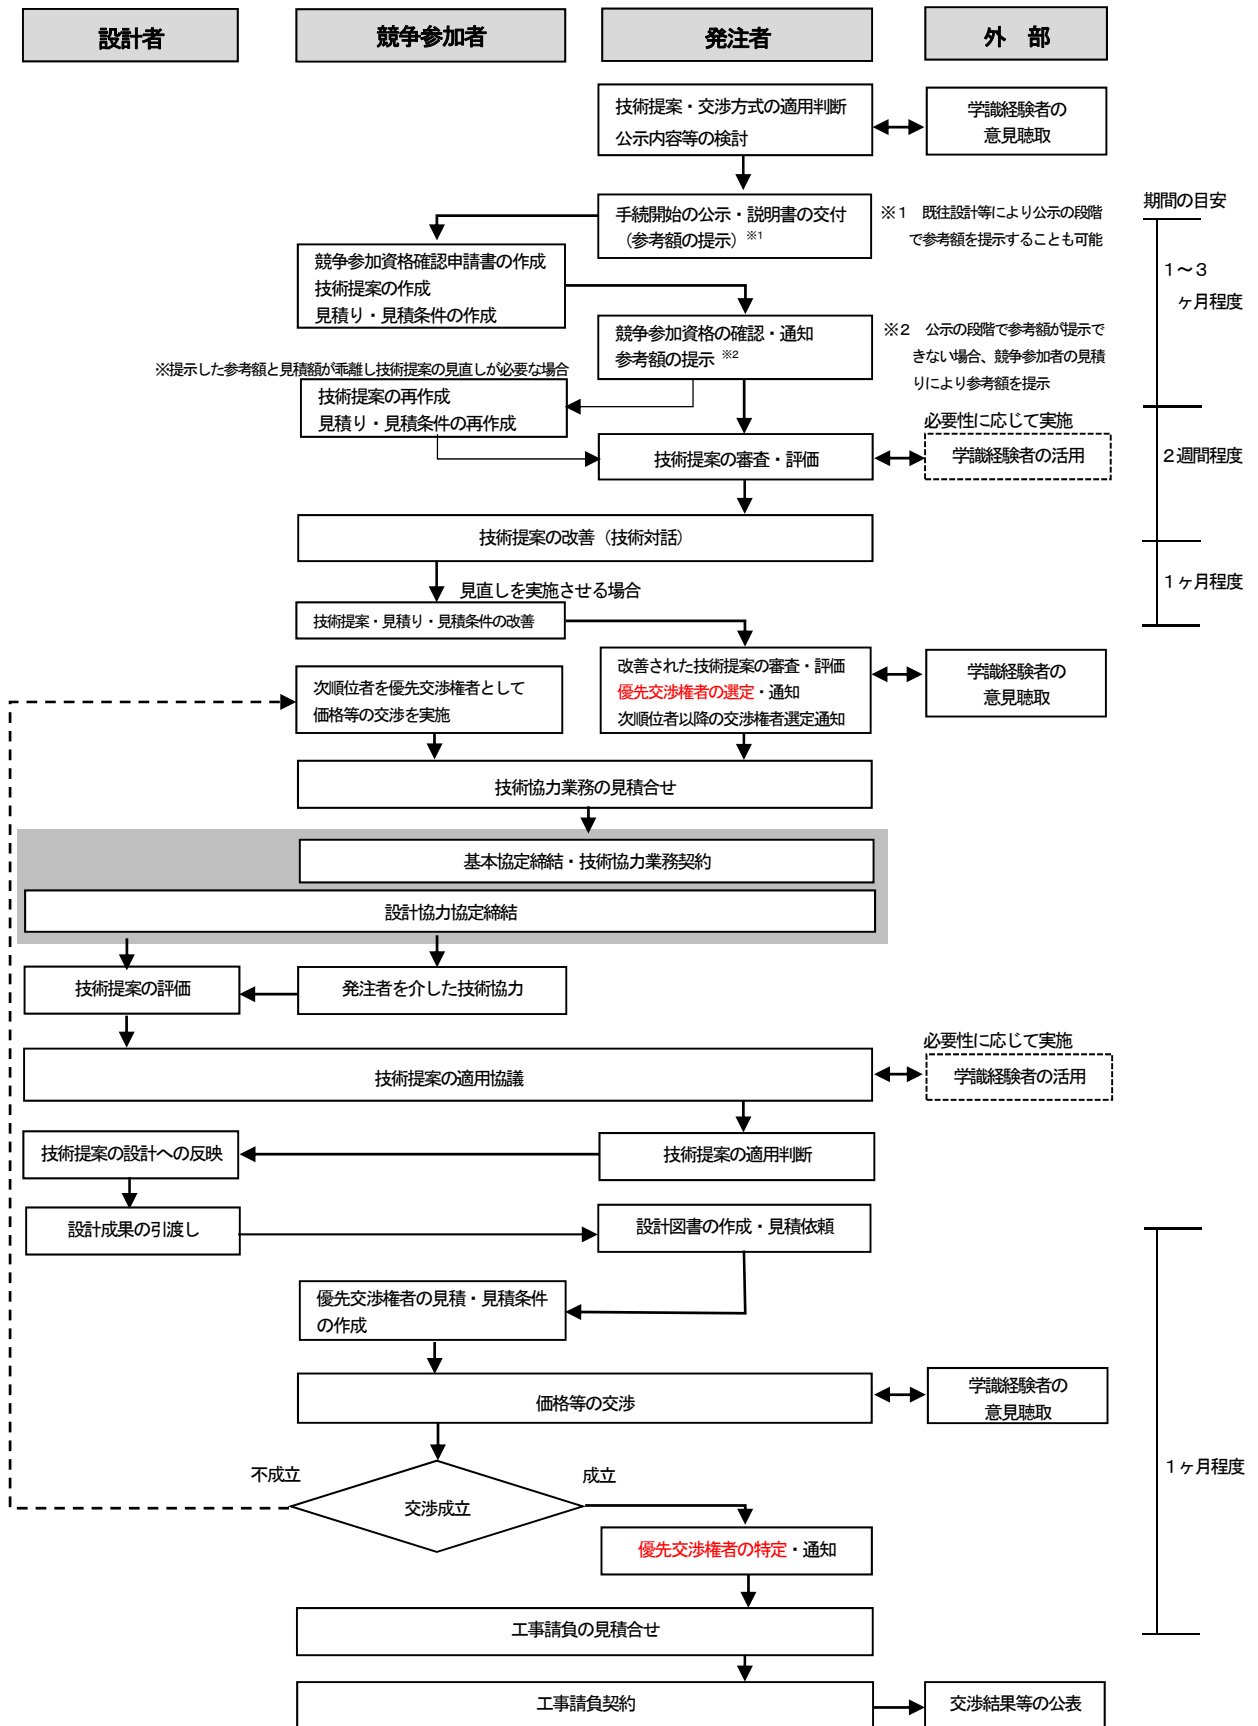 設計者
競争参加者
発注者
外　部
技術提案・交渉方式の適用判断
公示内容等の検討
学識経験者の
意見聴取
期間の目安
手続開始の公示・説明書の交付
（参考額の提示）※1
※１　既往設計等により公示の段階
で参考額を提示することも可能
競争参加資格確認申請書の作成
技術提案の作成
見積り・見積条件の作成
１～３
ヶ月程度
競争参加資格の確認・通知
参考額の提示 ※2
※２　公示の段階で参考額が提示で
きない場合、競争参加者の見積
りにより参考額を提示
※提示した参考額と見積額が乖離し技術提案の見直しが必要な場合
技術提案の再作成
見積り・見積条件の再作成
必要性に応じて実施
技術提案の審査・評価
学識経験者の活用
２週間程度
技術提案の改善（技術対話）
見直しを実施させる場合
１ヶ月程度
技術提案・見積り・見積条件の改善
改善された技術提案の審査・評価
優先交渉権者の選定・通知
次順位者以降の交渉権者選定通知
学識経験者の
意見聴取
次順位者を優先交渉権者として
価格等の交渉を実施
技術協力業務の見積合せ
基本協定締結・技術協力業務契約
設計協力協定締結
技術提案の評価
発注者を介した技術協力
必要性に応じて実施
技術提案の適用協議
学識経験者の活用
技術提案の設計への反映
技術提案の適用判断
設計成果の引渡し
設計図書の作成・見積依頼
優先交渉権者の見積・見積条件
の作成
価格等の交渉
学識経験者の
意見聴取
１ヶ月程度
不成立
成立
交渉成立
優先交渉権者の特定・通知
工事請負の見積合せ
工事請負契約
交渉結果等の公表